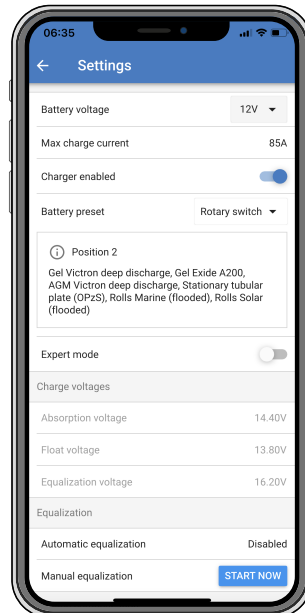 06:35
Settings
Battery voltage 12V
Max charge current 85A
Charger enabled
Battery preset Rotary switch
Position 2
Gel Victron deep discharge, Gel Exide A200,
AGM Victron deep discharge, Stationary tubular
plate (OPzS), Rolls Marine (flooded), Rolls Solar
(flooded)
Expert mode
Charge voltages
Absorption voltage 14.40V
Float voltage 13.80V
Equalization voltage 16.20V
Equalization
Automatic equalization Disabled
Manual equalization START NOW